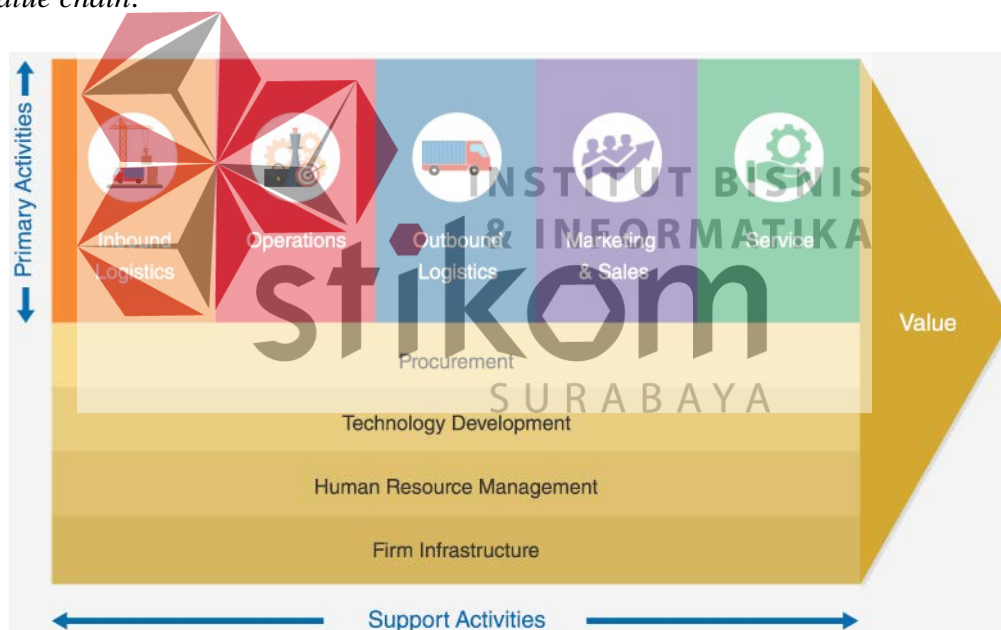 alue chain.
Primary Activities
Inbound
Logistics
Operations
Outbound
Logistics
Marketing
& Sales
Service
INSTITUT BISNIS
& INFORMATIKA
stikom
SURABAYA
Value
Procurement
Technology Development
Human Resource Management
Firm Infrastructure
Support Activities